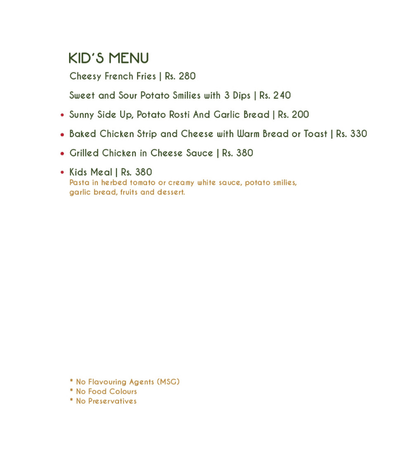 KID'S MENU
Cheesy French Fries | Rs. 280
Sweet and Sour Potato Smilies with 3 Dips | Rs. 240
• Sunny Side Up, Potato Rosti And Garlic Bread | Rs. 200
• Baked Chicken Strip and Cheese with Warm Bread or Toast | Rs. 330
• Grilled Chicken in Cheese Sauce | Rs. 380
• Kids Meal | Rs. 380
Pasta in herbed tomato or creamy white sauce, potato smilies,
garlic bread, fruits and dessert.
* No Flavouring Agents (MSG)
* No Food Colours
* No Preservatives